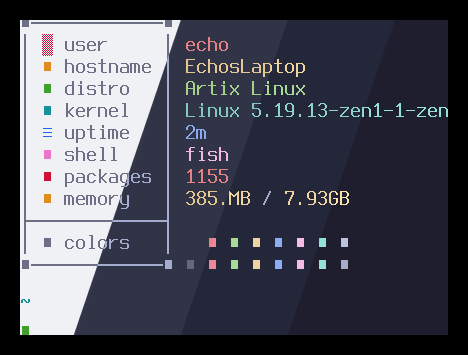 user echo
hostname EchosLaptop
distro Artix Linux
kernel Linux 5.19.13-zen1-1-zen
uptime 2m
shell fish
packages 1155
memory 385.MB / 7.93GB
colors
~